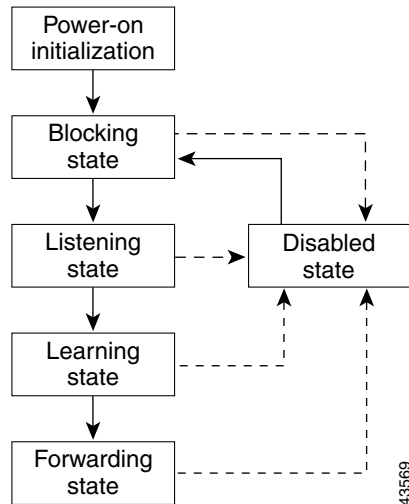 Power-on
initialization
Blocking
state
Listening
state
Disabled
state
Learning
state
Forwarding
state
43569